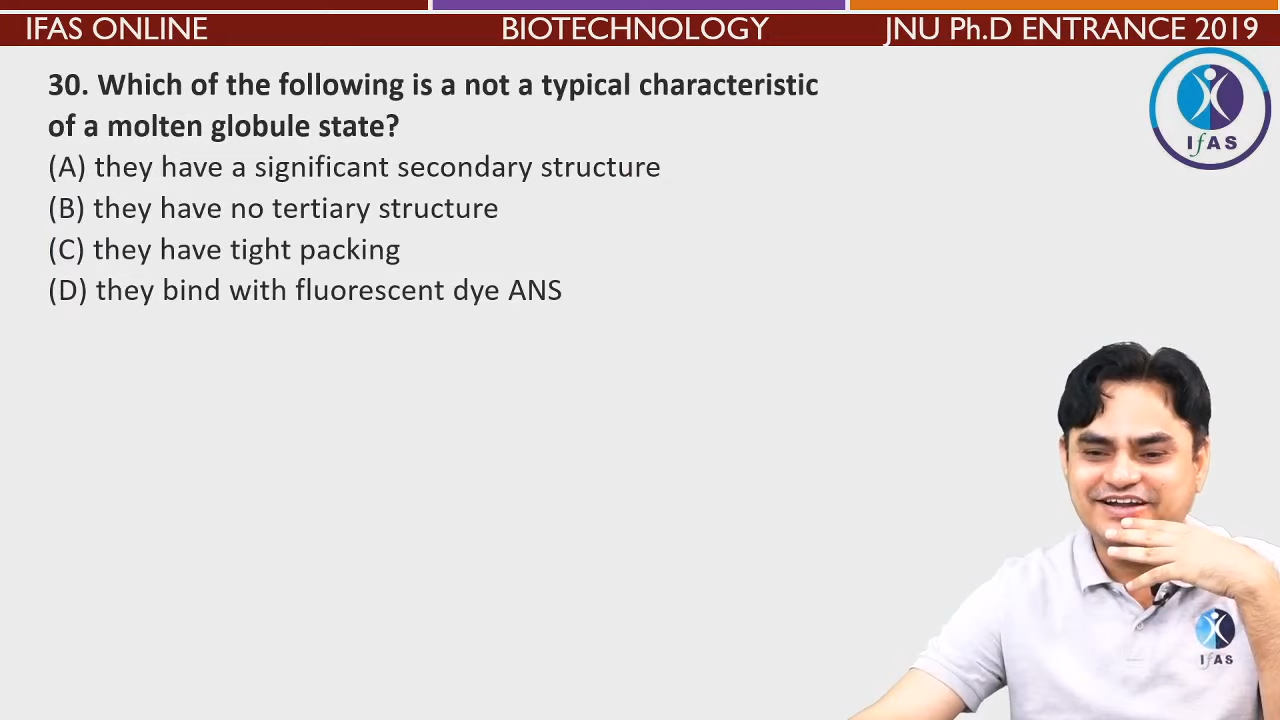 IFAS ONLINE
BIOTECHNOLOGY
JNU Ph.D ENTRANCE 2019
30. Which of the following is a not a typical characteristic
of a molten globule state?
(A) they have a significant secondary structure
(B) they have no tertiary structure
(C) they have tight packing
(D) they bind with fluorescent dye ANS
IfAS
IfAS